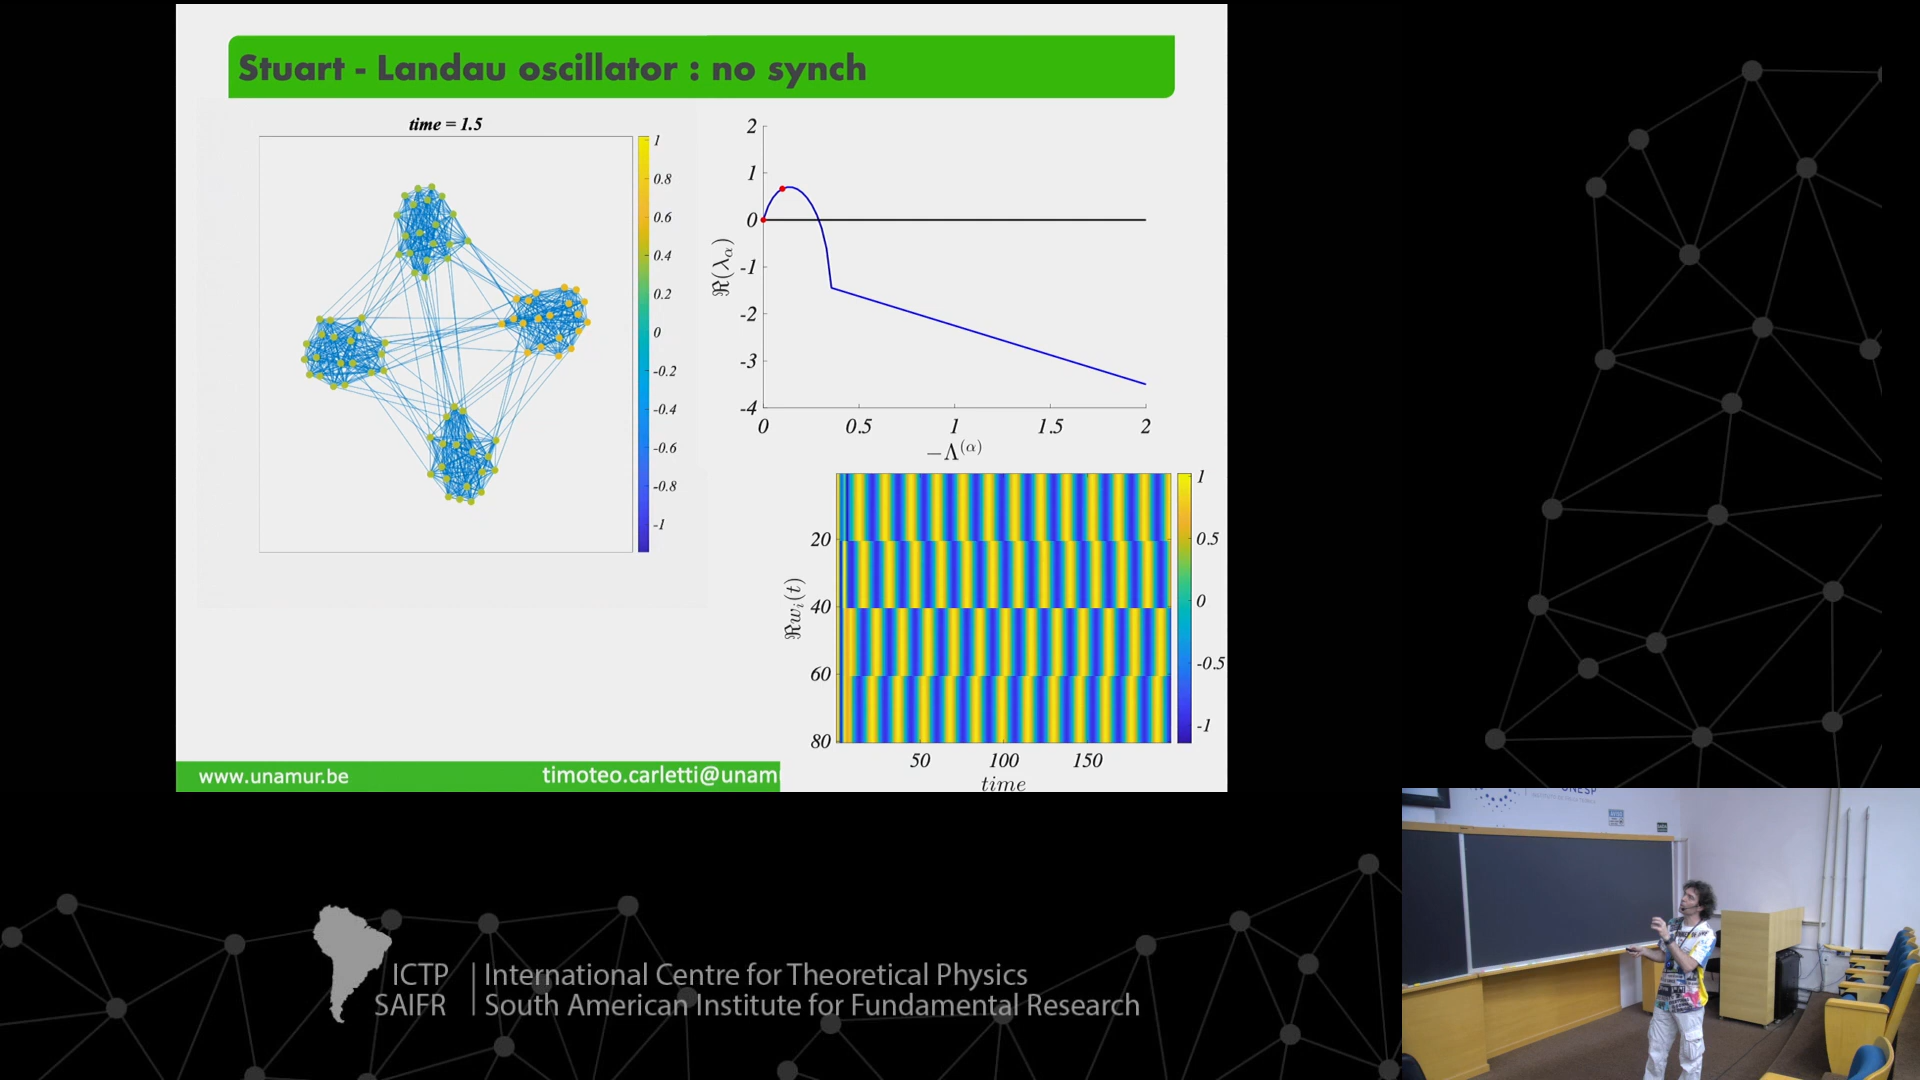 Stuart - Landau oscillator : no synch
time = 1.5
1
0.8
0.6
0.4
0.2
0
-0.2
-0.4
-0.6
-0.8
-1
2
1
0
-1
-2
-3
-4
ℜ(λα)
0 0.5 1 1.5 2
−Λ^(α)
20
40
60
80
ℜwi(t)
50 100 150
time
1
0.5
0
-0.5
-1
www.unamur.be
timoteo.carletti@unam
UNESP
ICTP
SAIFR
International Centre for Theoretical Physics
South American Institute for Fundamental Research